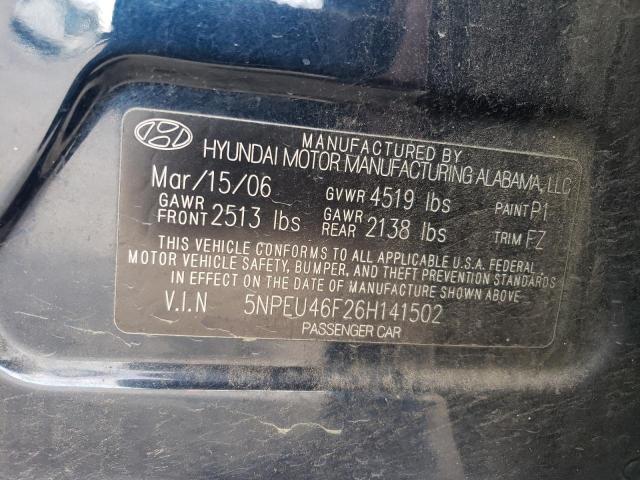 MANUFACTURED BY
HYUNDAI MOTOR MANUFACTURING ALABAMA, LLC
Mar/15/06 GVWR 4519 lbs PAINT P1
GAWR FRONT 2513 lbs GAWR REAR 2138 lbs TRIM FZ
THIS VEHICLE CONFORMS TO ALL APPLICABLE U.S.A. FEDERAL
MOTOR VEHICLE SAFETY, BUMPER, AND THEFT PREVENTION STANDARDS
IN EFFECT ON THE DATE OF MANUFACTURE SHOWN ABOVE.
V.I.N 5NPEU46F26H141502
PASSENGER CAR